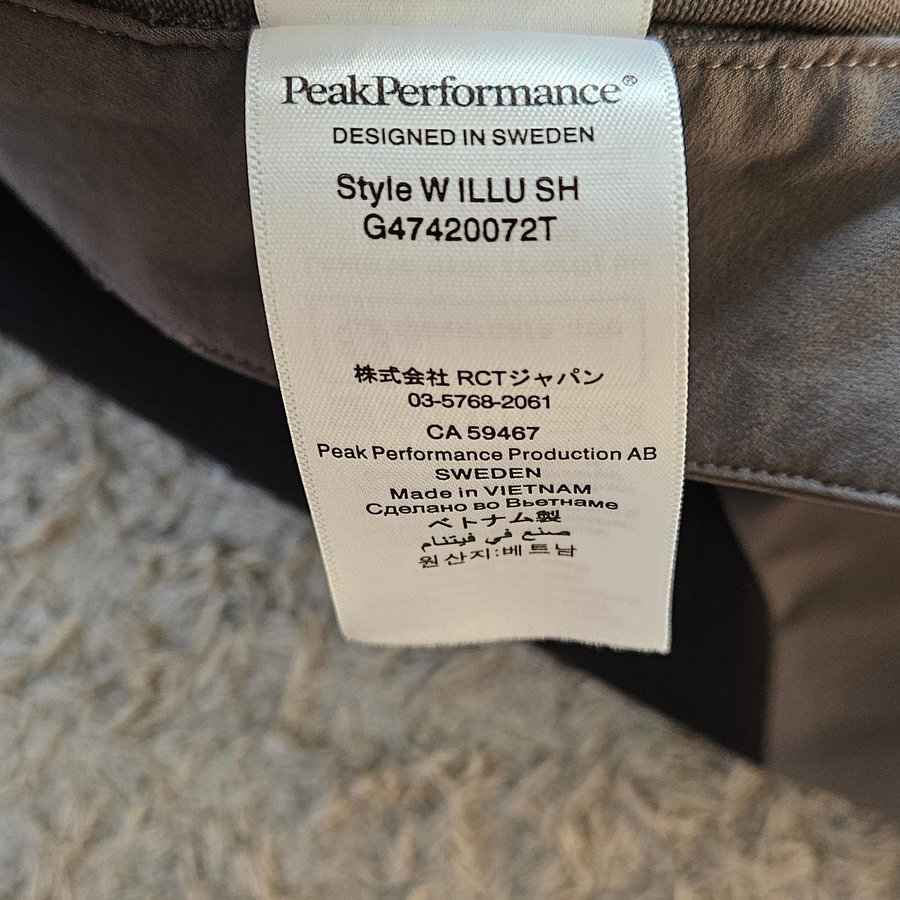 PeakPerformance®
DESIGNED IN SWEDEN
Style W ILLU SH
G47420072T
株式会社 RCTジャパン
03-5768-2061
CA 59467
Peak Performance Production AB
SWEDEN
Made in VIETNAM
Сделано во Вьетнаме
ベトナム製
صنع في فيتنام
원산지:베트남